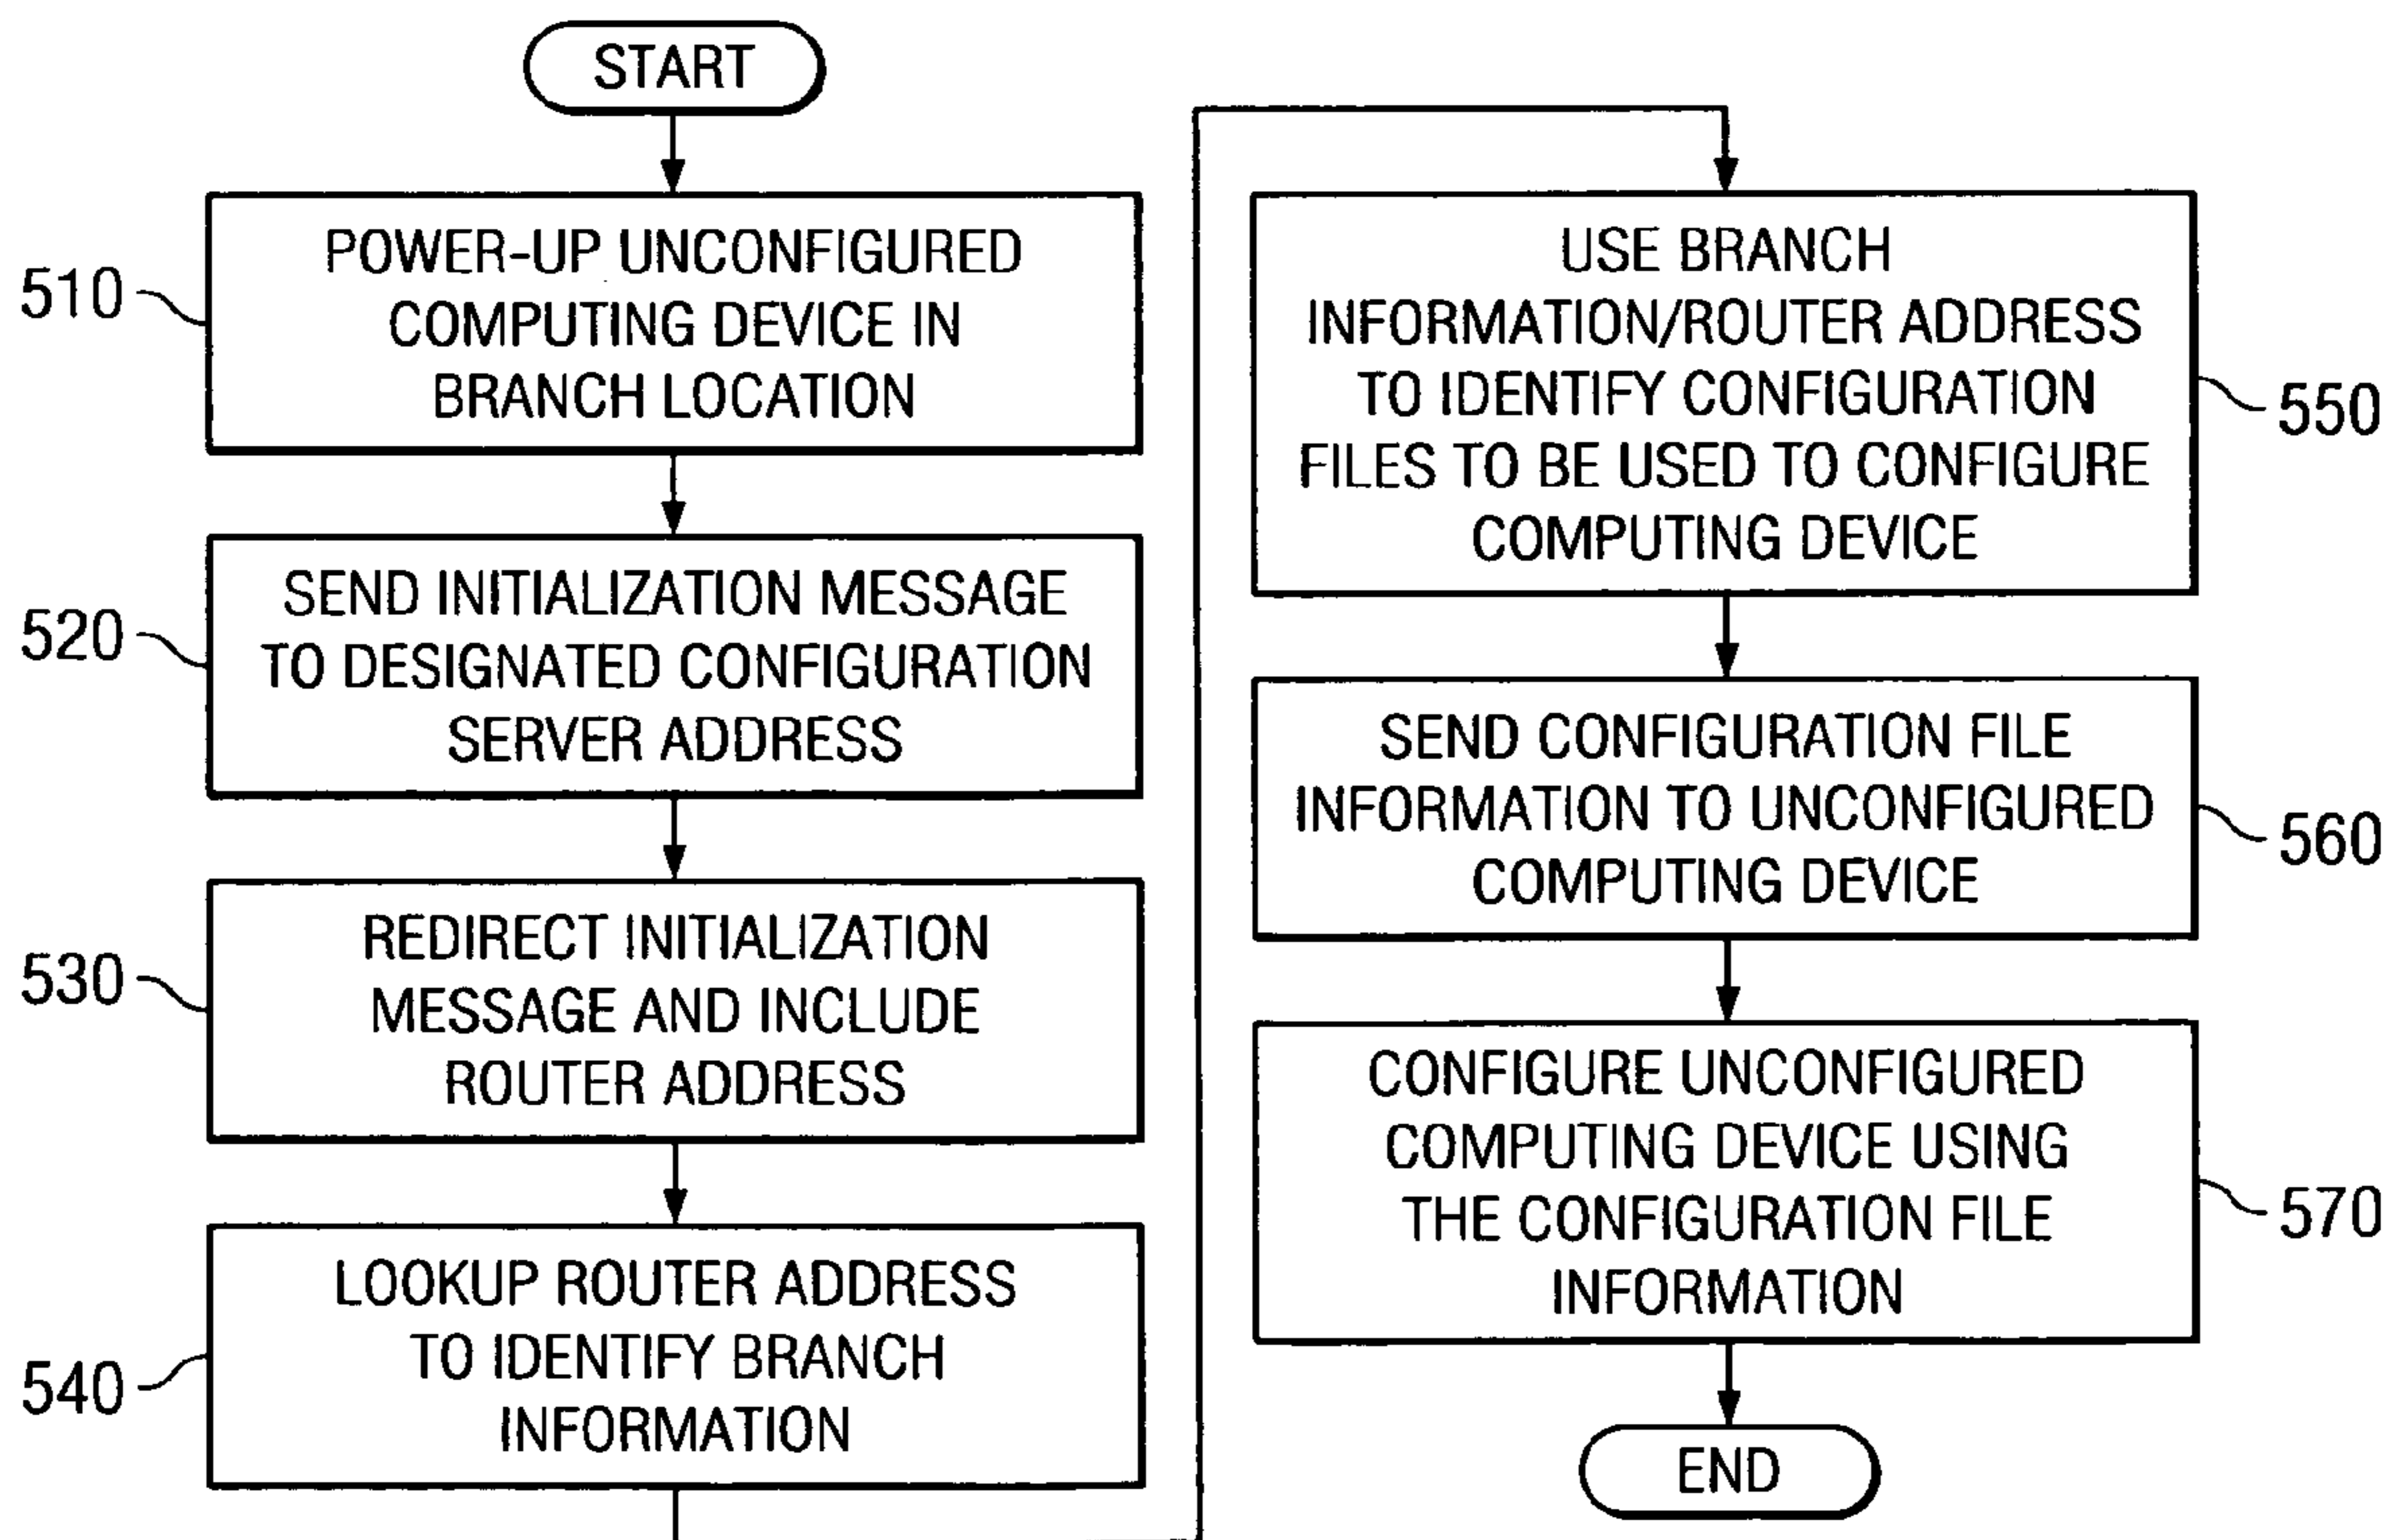 START
510
POWER-UP UNCONFIGURED
COMPUTING DEVICE IN
BRANCH LOCATION
520
SEND INITIALIZATION MESSAGE
TO DESIGNATED CONFIGURATION
SERVER ADDRESS
530
REDIRECT INITIALIZATION
MESSAGE AND INCLUDE
ROUTER ADDRESS
540
LOOKUP ROUTER ADDRESS
TO IDENTIFY BRANCH
INFORMATION
USE BRANCH
INFORMATION/ROUTER ADDRESS
TO IDENTIFY CONFIGURATION
FILES TO BE USED TO CONFIGURE
COMPUTING DEVICE
550
SEND CONFIGURATION FILE
INFORMATION TO UNCONFIGURED
COMPUTING DEVICE
560
CONFIGURE UNCONFIGURED
COMPUTING DEVICE USING
THE CONFIGURATION FILE
INFORMATION
570
END